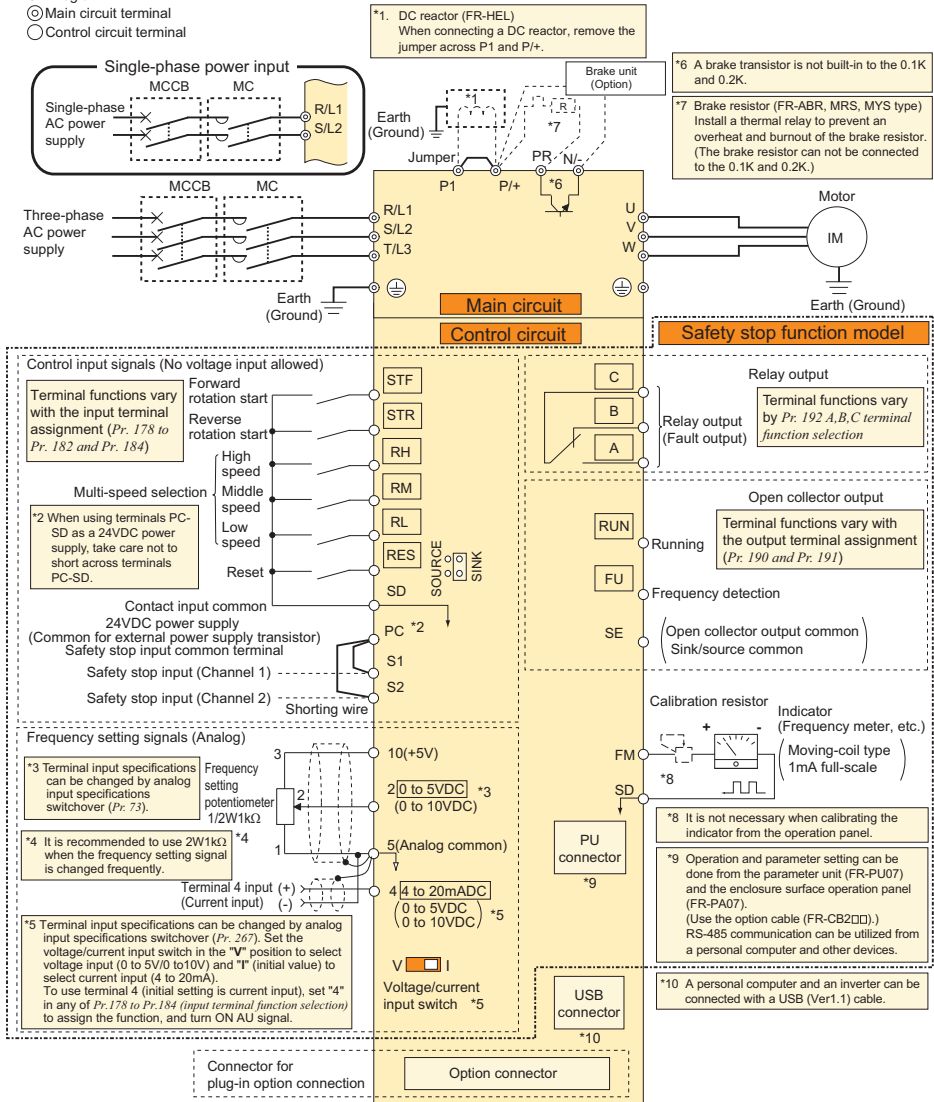 Main circuit terminal
Control circuit terminal
*1. DC reactor (FR-HEL)
When connecting a DC reactor, remove the
jumper across P1 and P/+.
Single-phase power input
MCCB
MC
Single-phase
AC power
supply
R/L1
S/L2
Earth
(Ground)
*1
Brake unit
(Option)
R
*7
Jumper
P1
P/+
PR
N/-
*6
*6 A brake transistor is not built-in to the 0.1K
and 0.2K.
*7 Brake resistor (FR-ABR, MRS, MYS type)
Install a thermal relay to prevent an
overheat and burnout of the brake resistor.
(The brake resistor can not be connected
to the 0.1K and 0.2K.)
MCCB
MC
Three-phase
AC power
supply
R/L1
S/L2
T/L3
U
V
W
Motor
IM
Earth
(Ground)
Earth (Ground)
Main circuit
Control circuit
Safety stop function model
Control input signals (No voltage input allowed)
Terminal functions vary
with the input terminal
assignment (Pr. 178 to
Pr. 182 and Pr. 184)
Forward
rotation start
Reverse
rotation start
High
speed
Multi-speed selection
Middle
speed
Low
speed
Reset
*2 When using terminals PC-
SD as a 24VDC power
supply, take care not to
short across terminals
PC-SD.
STF
STR
RH
RM
RL
RES
SOURCE
SINK
SD
Contact input common
24VDC power supply
(Common for external power supply transistor)
Safety stop input common terminal
PC *2
Safety stop input (Channel 1)
S1
Safety stop input (Channel 2)
S2
Shorting wire
C
B
A
Relay output
Relay output
(Fault output)
Terminal functions vary
by Pr. 192 A,B,C terminal
function selection
Open collector output
RUN
Running
Terminal functions vary with
the output terminal assignment
(Pr. 190 and Pr. 191)
FU
Frequency detection
SE
Open collector output common
Sink/source common
Frequency setting signals (Analog)
*3 Terminal input specifications
can be changed by analog
input specifications
switchover (Pr. 73).
*4 It is recommended to use 2W1kΩ
when the frequency setting signal
is changed frequently.
Frequency
setting
potentiometer
1/2W1kΩ
*4
3
2
1
10(+5V)
2 0 to 5VDC *3
(0 to 10VDC)
5(Analog common)
Terminal 4 input (+)
(Current input) (-)
4 4 to 20mADC
0 to 5VDC
0 to 10VDC
*5
*5 Terminal input specifications can be changed by analog
input specifications switchover (Pr. 267). Set the
voltage/current input switch in the "V" position to select
voltage input (0 to 5V/0 to10V) and "I" (initial value) to
select current input (4 to 20mA).
To use terminal 4 (initial setting is current input), set "4"
in any of Pr.178 to Pr.184 (input terminal function selection)
to assign the function, and turn ON AU signal.
V I
Voltage/current
input switch *5
Calibration resistor
Indicator
(Frequency meter, etc.)
+ -
Moving-coil type
1mA full-scale
FM
*8
SD
*8 It is not necessary when calibrating the
indicator from the operation panel.
PU
connector
*9
*9 Operation and parameter setting can be
done from the parameter unit (FR-PU07)
and the enclosure surface operation panel
(FR-PA07).
(Use the option cable (FR-CB2□□).)
RS-485 communication can be utilized from
a personal computer and other devices.
USB
connector
*10
*10 A personal computer and an inverter can be
connected with a USB (Ver1.1) cable.
Connector for
plug-in option connection
Option connector